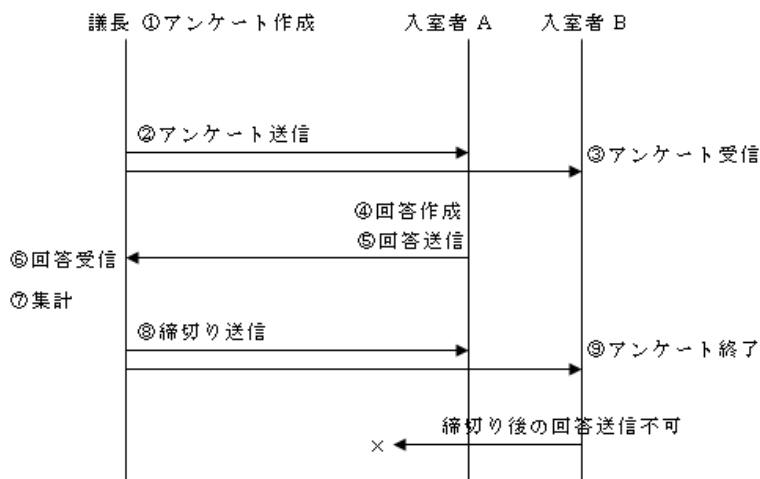 議長 ①アンケート作成 入室者 A 入室者 B
②アンケート送信
③アンケート受信
④回答作成
⑤回答送信
⑥回答受信
⑦集計
⑧締切り送信
⑨アンケート終了
締切り後の回答送信不可
×